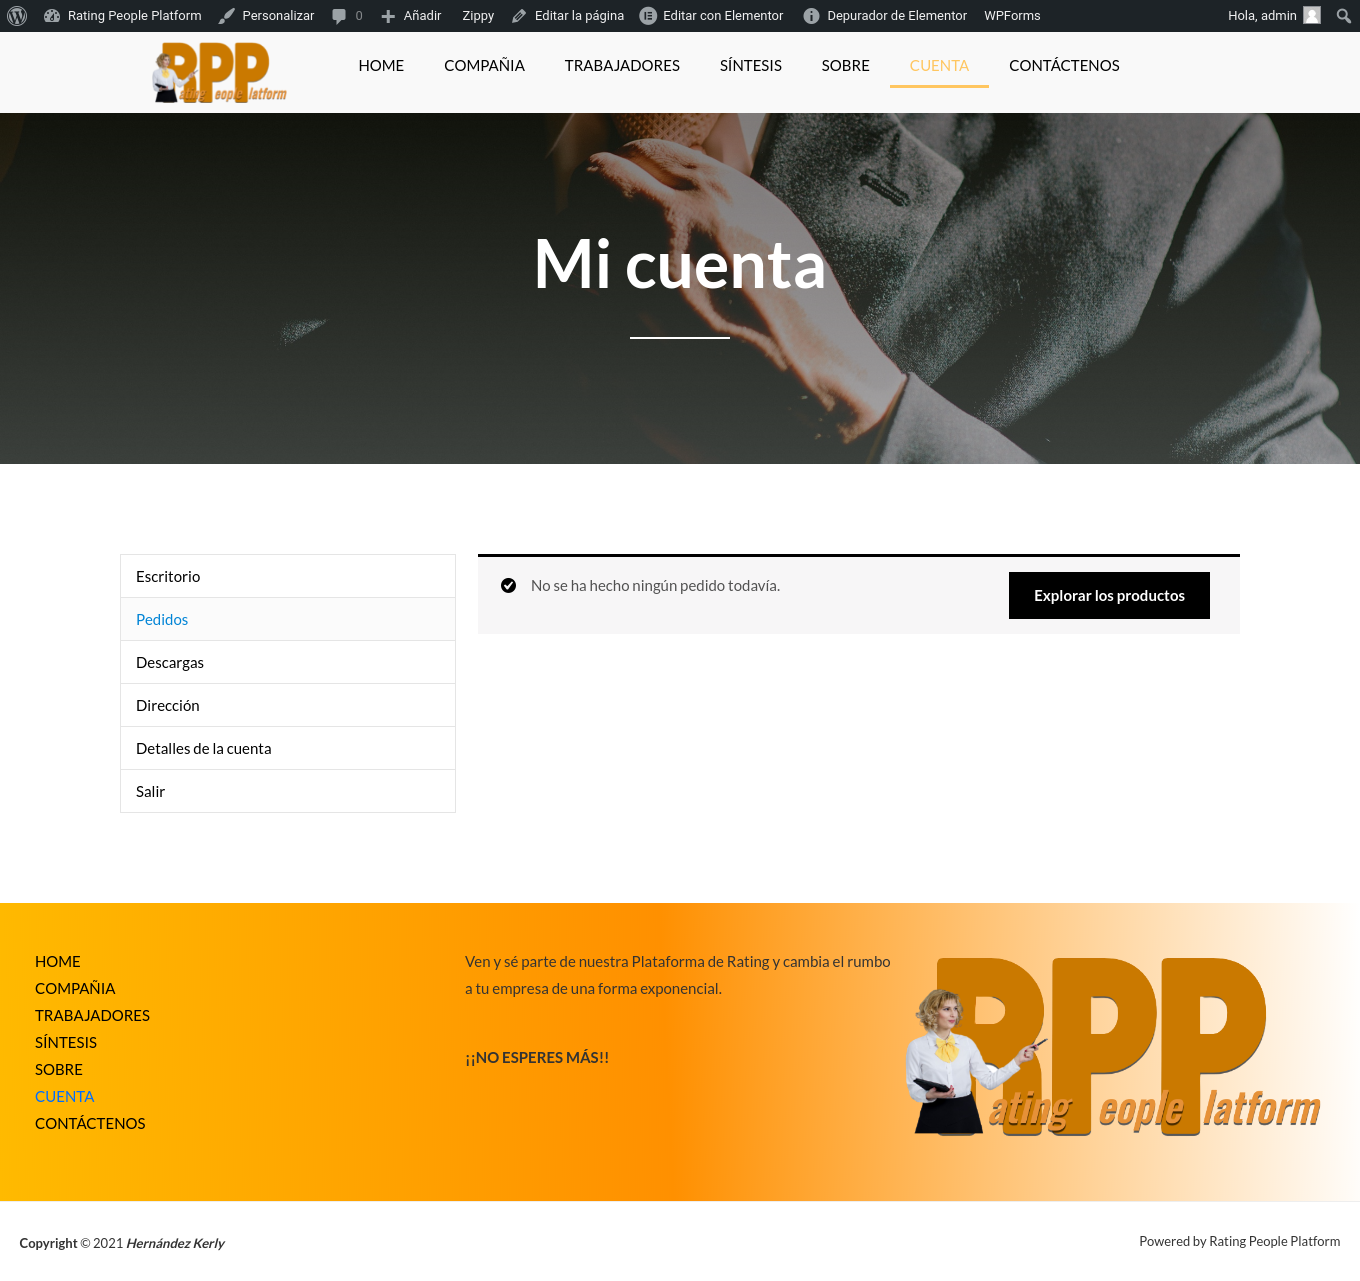 Rating People Platform Personalizar 0 Añadir Zippy Editar la página Editar con Elementor Depurador de Elementor WPForms Hola, admin
RPP
ating eople latform
HOME COMPAÑIA TRABAJADORES SÍNTESIS SOBRE CUENTA CONTÁCTENOS
Mi cuenta
Escritorio
Pedidos
Descargas
Dirección
Detalles de la cuenta
Salir
No se ha hecho ningún pedido todavía.
Explorar los productos
HOME
COMPAÑIA
TRABAJADORES
SÍNTESIS
SOBRE
CUENTA
CONTÁCTENOS
Ven y sé parte de nuestra Plataforma de Rating y cambia el rumbo
a tu empresa de una forma exponencial.
¡¡NO ESPERES MÁS!!
RPP
ating eople latform
Copyright © 2021 Hernández Kerly
Powered by Rating People Platform